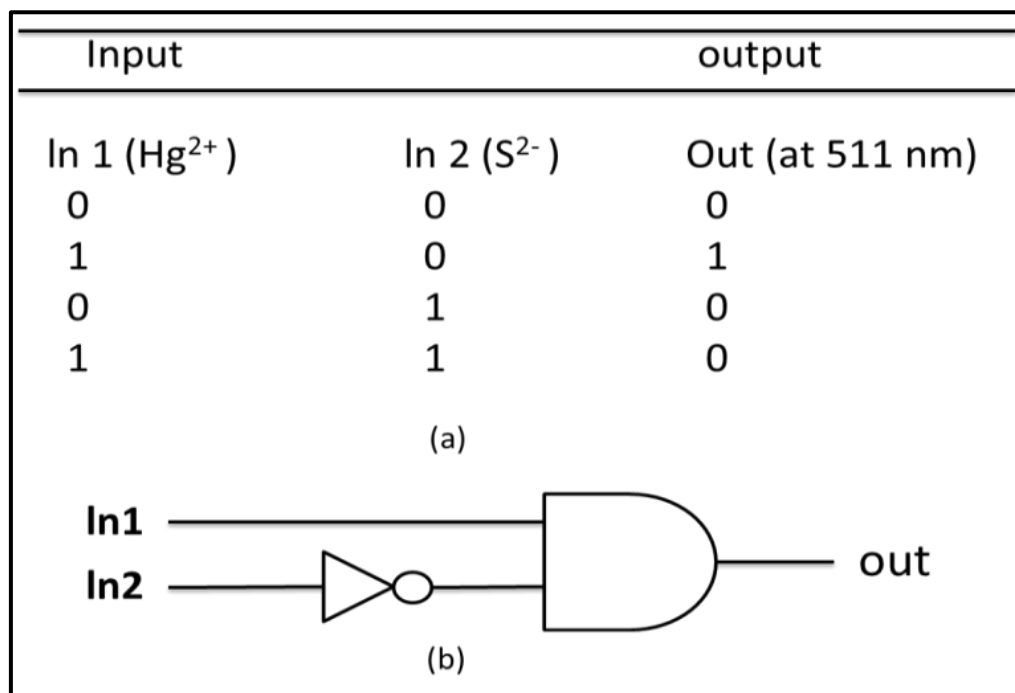 Input output
In 1 (Hg²⁺ ) In 2 (S²⁻ ) Out (at 511 nm)
0 0 0
1 0 1
0 1 0
1 1 0
(a)
In1
out
In2
(b)